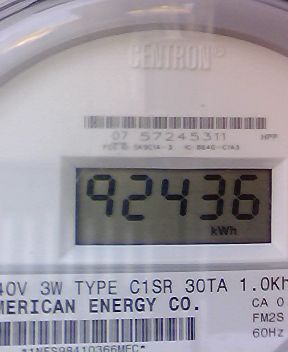 CENTRON®
07 57245311 HPP
92436
kWh
40V 3W TYPE C1SR 30TA 1.0Kh
MERICAN ENERGY CO.
CA 0
FM2S
60Hz